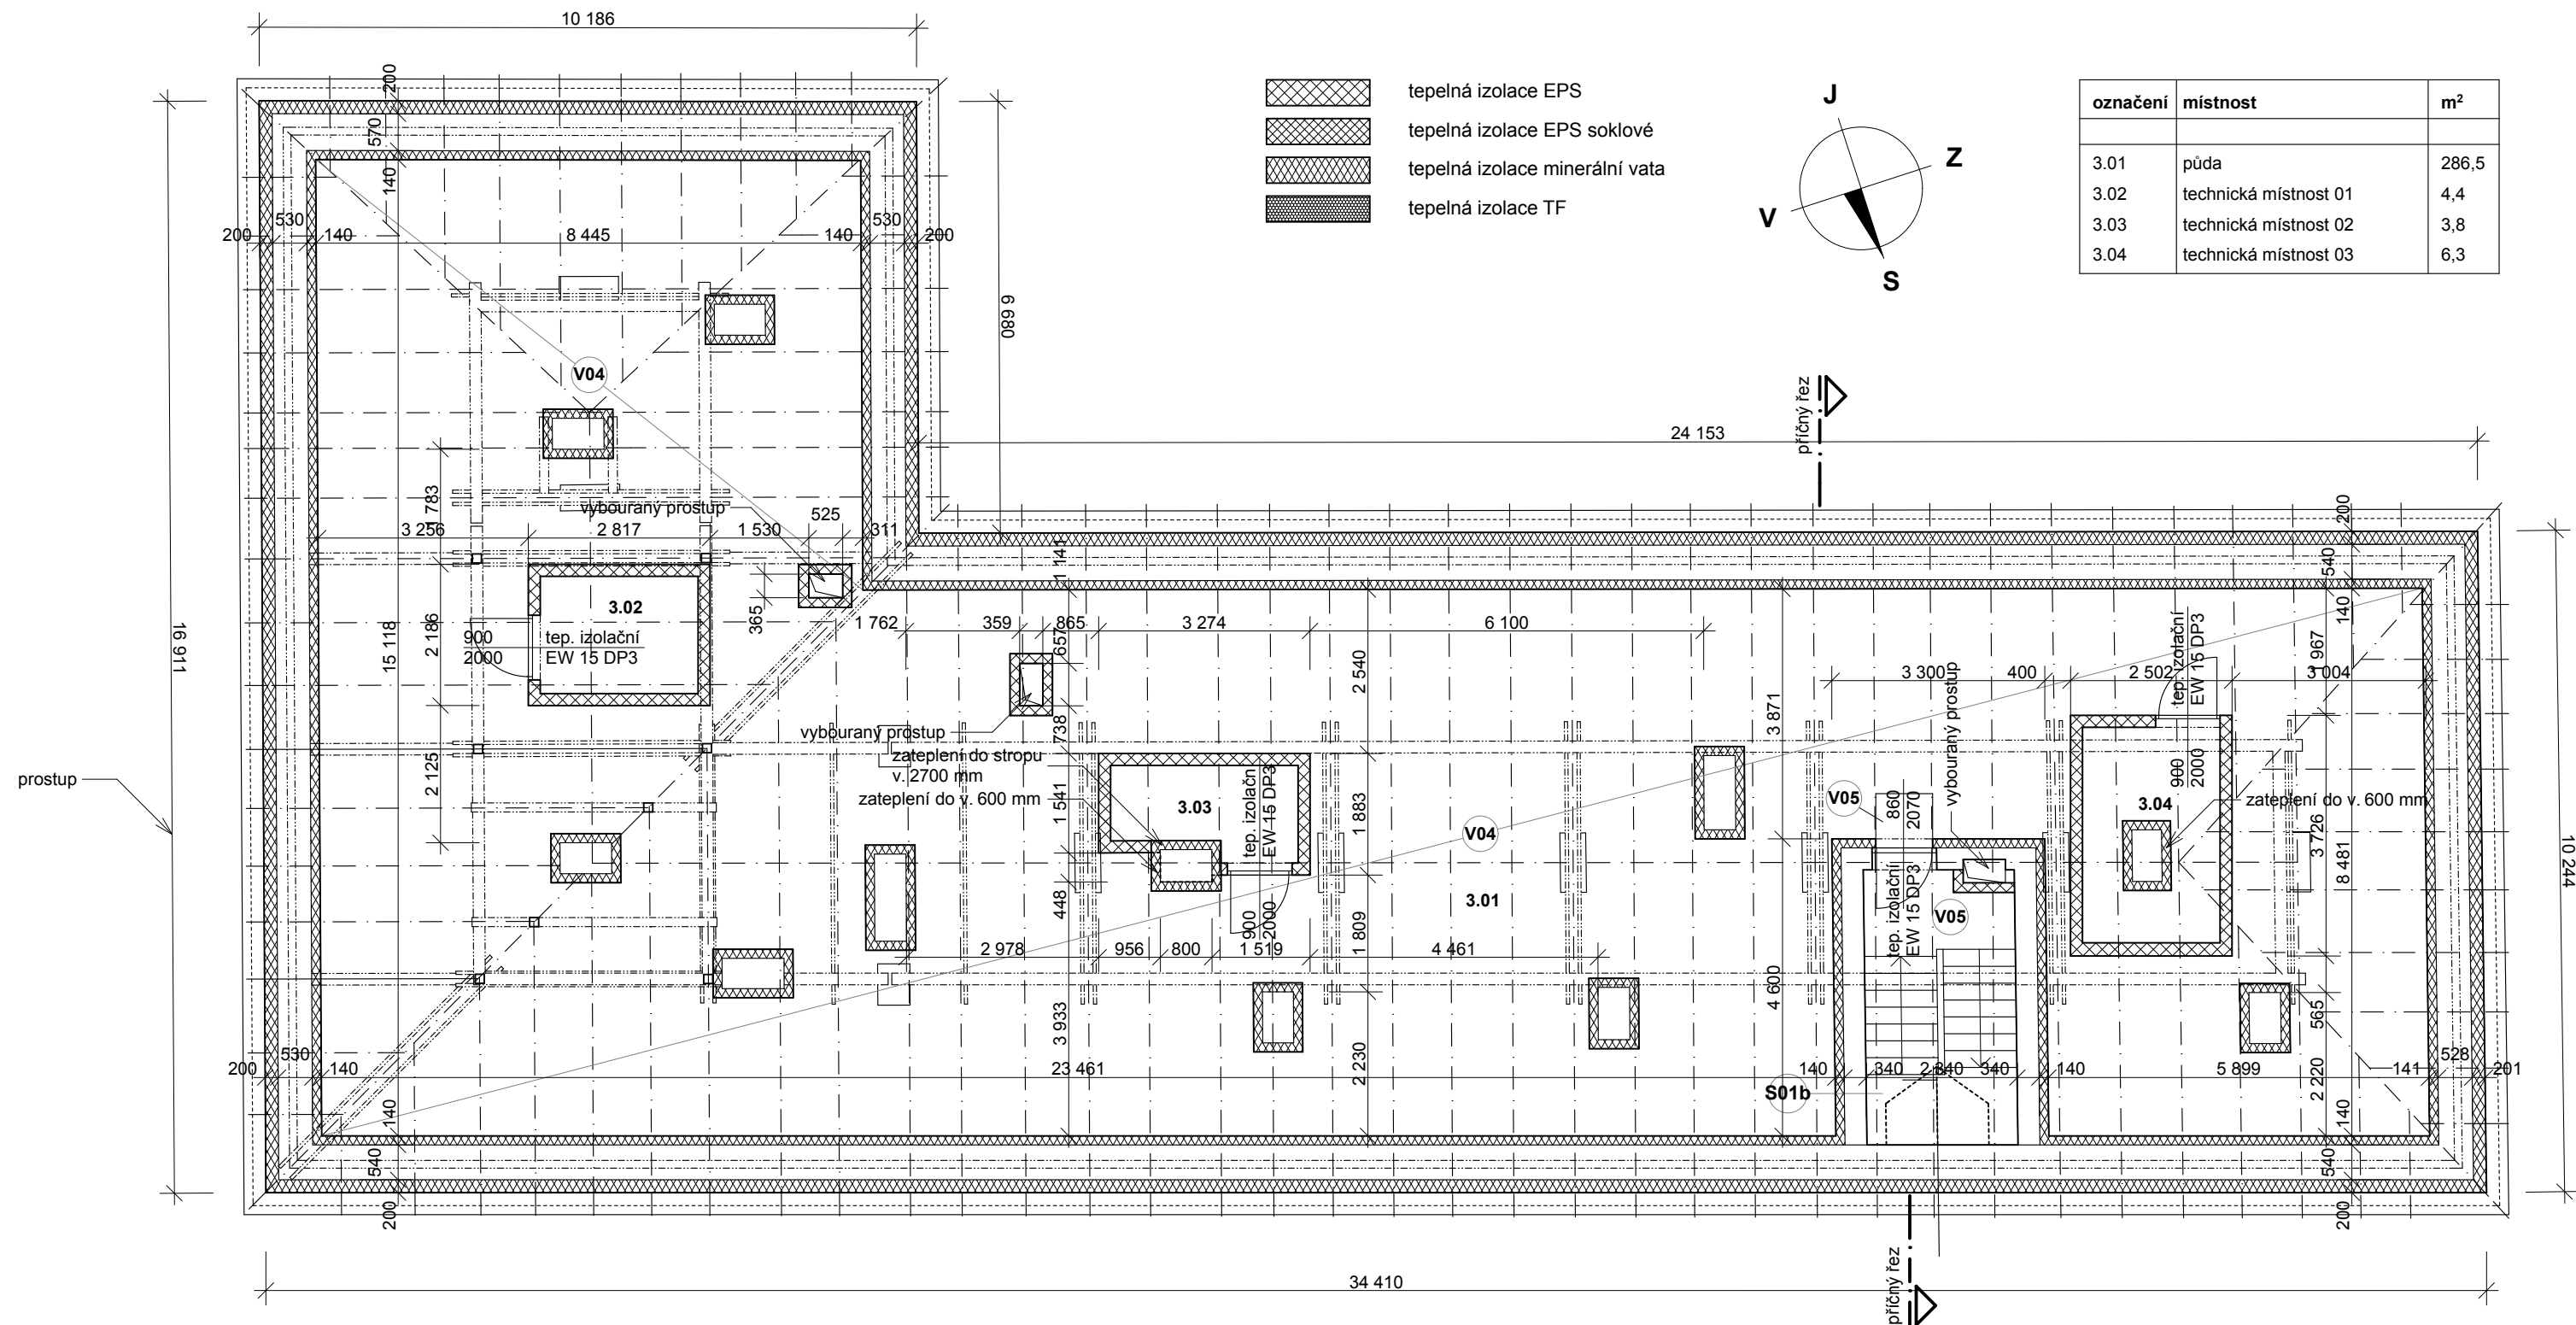 10 186
tepelná izolace EPS
tepelná izolace EPS soklové
tepelná izolace minerální vata
tepelná izolace TF
J
Z
V
S
označení místnost m²
3.01 půda 286,5
3.02 technická místnost 01 4,4
3.03 technická místnost 02 3,8
3.04 technická místnost 03 6,3
200
570
140
200
530
140
8 445
140
530
200
6 680
16 911
V04
příčný řez
24 153
1 783
vybouraný prostup
3 256
2 817
1 530
525
311
1 141
200
540
140
3.02
900
2000
tep. izolační
EW 15 DP3
2 186
15 118
365
1 762
359
865
657
3 274
6 100
2 540
3 871
3 300
400
2 502
3 004
1 967
tep. izolační
EW 15 DP3
900
2000
vybouraný prostup
738
vybouraný prostup
zateplení do stropu
v. 2700 mm
zateplení do v. 600 mm
2 125
prostup
1 541
3.03
tep. izolačn
EW 15 DP3
900
2000
1 883
V04
V05
860
2070
3.04
zateplení do v. 600 mm
3 726
8 481
10 244
448
3.01
tep. izolační
EW 15 DP3
V05
2 978
956
800
1 519
4 461
1 809
4 600
3 933
2 230
565
2 220
200
530
140
23 461
140
340
2 840
340
140
5 899
141
528
201
S01b
140
540
200
140
540
200
34 410
příčný řez